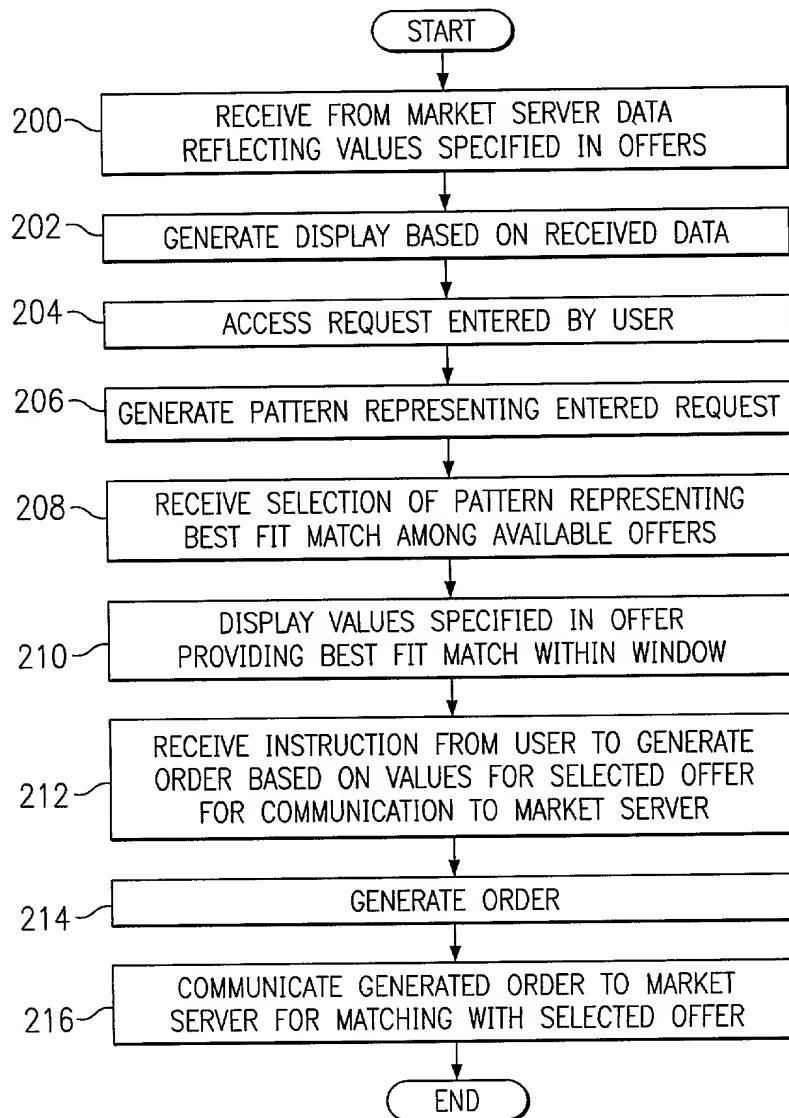 START
200
RECEIVE FROM MARKET SERVER DATA
REFLECTING VALUES SPECIFIED IN OFFERS
202
GENERATE DISPLAY BASED ON RECEIVED DATA
204
ACCESS REQUEST ENTERED BY USER
206
GENERATE PATTERN REPRESENTING ENTERED REQUEST
208
RECEIVE SELECTION OF PATTERN REPRESENTING
BEST FIT MATCH AMONG AVAILABLE OFFERS
210
DISPLAY VALUES SPECIFIED IN OFFER
PROVIDING BEST FIT MATCH WITHIN WINDOW
212
RECEIVE INSTRUCTION FROM USER TO GENERATE
ORDER BASED ON VALUES FOR SELECTED OFFER
FOR COMMUNICATION TO MARKET SERVER
214
GENERATE ORDER
216
COMMUNICATE GENERATED ORDER TO MARKET
SERVER FOR MATCHING WITH SELECTED OFFER
END